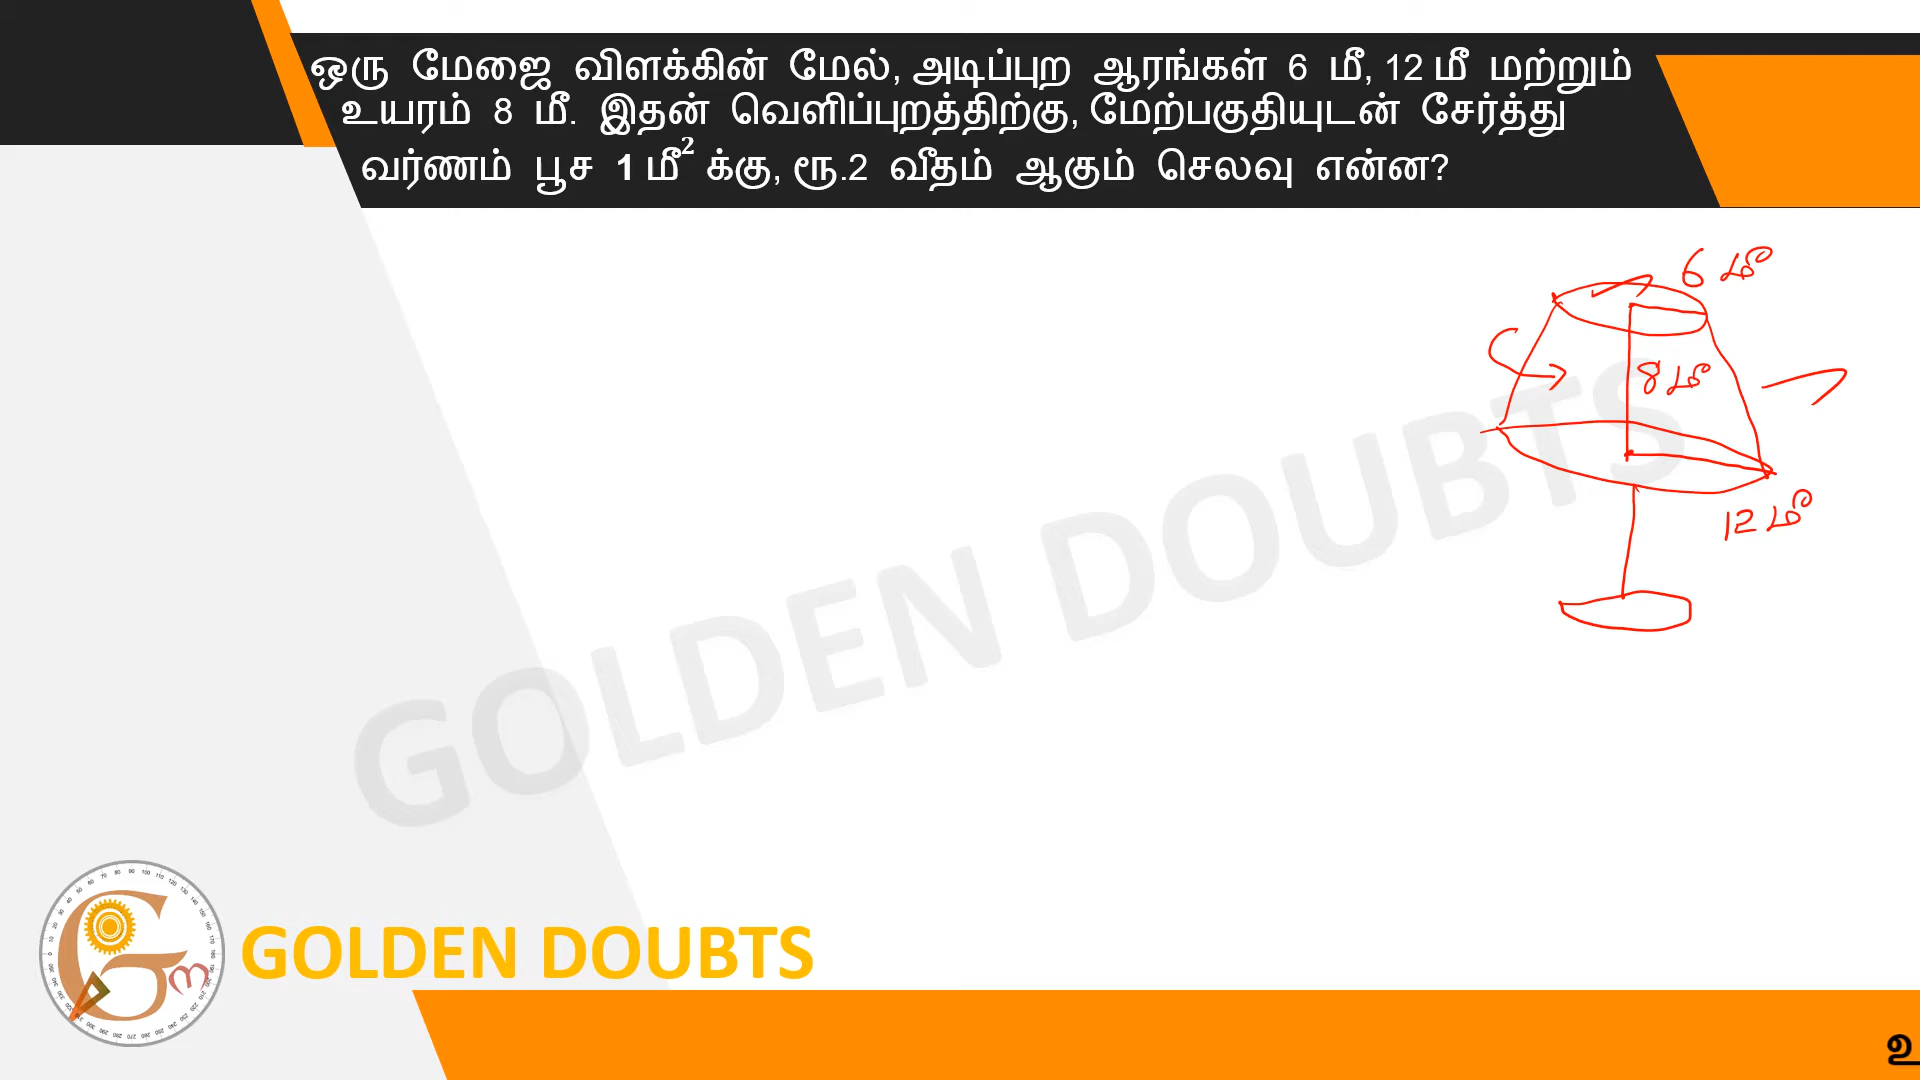 ஒரு மேஜை விளக்கின் மேல், அடிப்புற ஆரங்கள் 6 மீ, 12 மீ மற்றும்
உயரம் 8 மீ. இதன் வெளிப்புறத்திற்கு, மேற்பகுதியுடன் சேர்த்து
வர்ணம் பூச 1 மீ² க்கு, ரூ.2 வீதம் ஆகும் செலவு என்ன?
6 மீ
8 மீ
12 மீ
GOLDEN DOUBTS
GOLDEN DOUBTS
உ